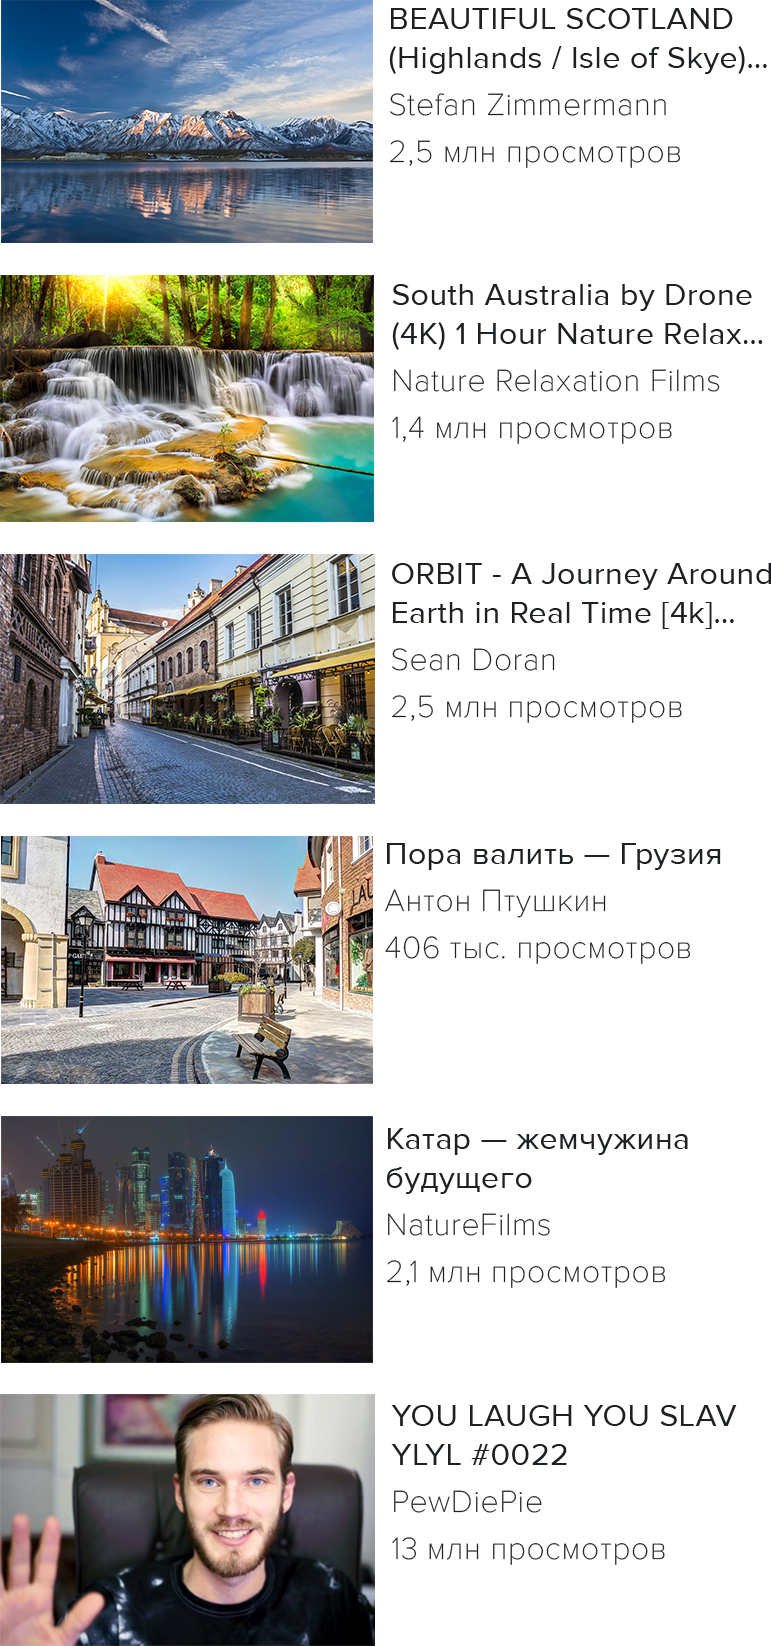 BEAUTIFUL SCOTLAND
(Highlands / Isle of Skye)...
Stefan Zimmermann
2,5 млн просмотров
South Australia by Drone
(4K) 1 Hour Nature Relax...
Nature Relaxation Films
1,4 млн просмотров
ORBIT - A Journey Around
Earth in Real Time [4k]...
Sean Doran
2,5 млн просмотров
Пора валить — Грузия
Антон Птушкин
406 тыс. просмотров
Катар — жемчужина
будущего
NatureFilms
2,1 млн просмотров
YOU LAUGH YOU SLAV
YLYL #0022
PewDiePie
13 млн просмотров